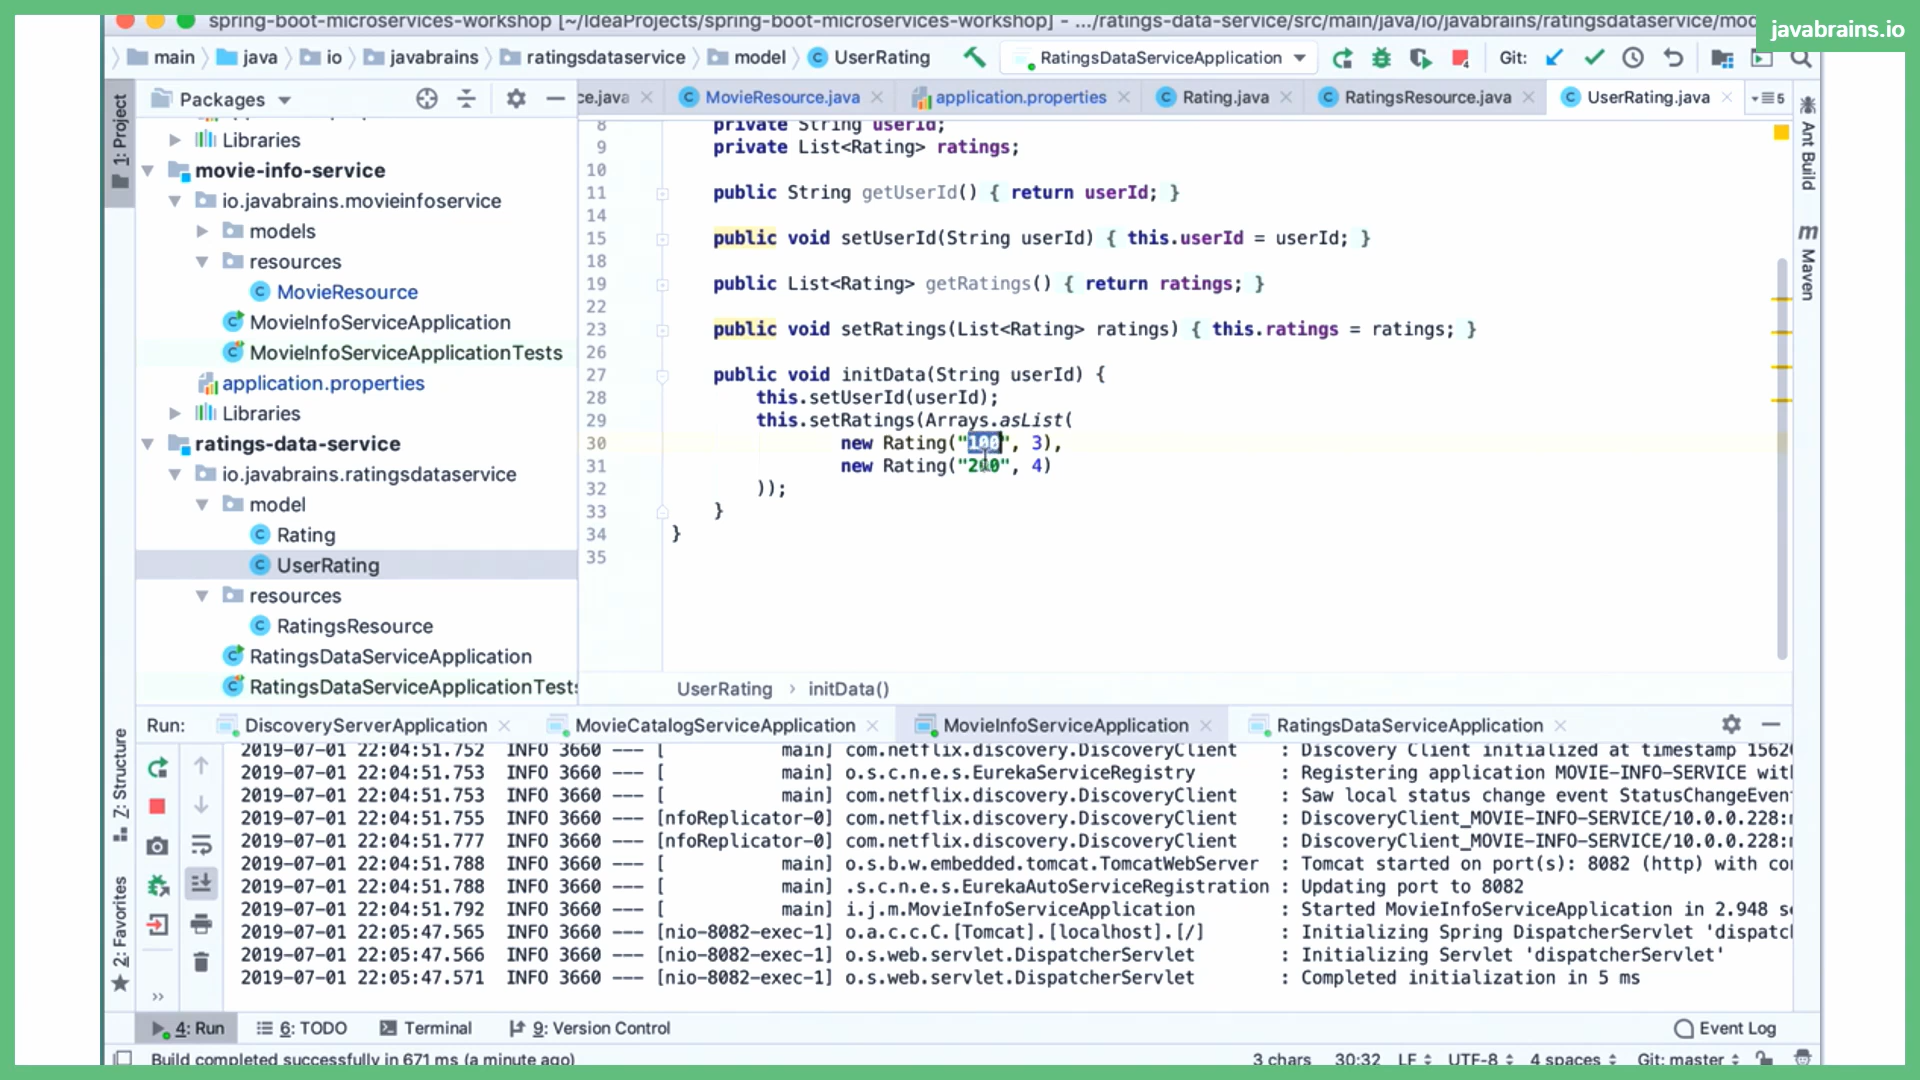 spring-boot-microservices-workshop [~/IdeaProjects/spring-boot-microservices-workshop] - .../ratings-data-service/src/main/java/io/javabrains/ratingsdataservice/mod
javabrains.io
main java io javabrains ratingsdataservice model UserRating RatingsDataServiceApplication Git:
1: Project
Packages
ce.java MovieResource.java application.properties Rating.java RatingsResource.java UserRating.java 5
Ant Build
Maven
Libraries
movie-info-service
io.javabrains.movieinfoservice
models
resources
MovieResource
MovieInfoServiceApplication
MovieInfoServiceApplicationTests
application.properties
Libraries
ratings-data-service
io.javabrains.ratingsdataservice
model
Rating
UserRating
resources
RatingsResource
RatingsDataServiceApplication
RatingsDataServiceApplicationTests
8 private String userId;
9 private List<Rating> ratings;
10
11 public String getUserId() { return userId; }
14
15 public void setUserId(String userId) { this.userId = userId; }
18
19 public List<Rating> getRatings() { return ratings; }
22
23 public void setRatings(List<Rating> ratings) { this.ratings = ratings; }
26
27 public void initData(String userId) {
28 this.setUserId(userId);
29 this.setRatings(Arrays.asList(
30 new Rating("100", 3),
31 new Rating("200", 4)
32 ));
33 }
34 }
35
UserRating › initData()
Run: DiscoveryServerApplication MovieCatalogServiceApplication MovieInfoServiceApplication RatingsDataServiceApplication
2019-07-01 22:04:51.752 INFO 3660 --- [ main] com.netflix.discovery.DiscoveryClient : Discovery Client initialized at timestamp 1562
2019-07-01 22:04:51.753 INFO 3660 --- [ main] o.s.c.n.e.s.EurekaServiceRegistry : Registering application MOVIE-INFO-SERVICE wit
2019-07-01 22:04:51.753 INFO 3660 --- [ main] com.netflix.discovery.DiscoveryClient : Saw local status change event StatusChangeEven
2019-07-01 22:04:51.755 INFO 3660 --- [nfoReplicator-0] com.netflix.discovery.DiscoveryClient : DiscoveryClient_MOVIE-INFO-SERVICE/10.0.0.228:
2019-07-01 22:04:51.777 INFO 3660 --- [nfoReplicator-0] com.netflix.discovery.DiscoveryClient : DiscoveryClient_MOVIE-INFO-SERVICE/10.0.0.228:
2019-07-01 22:04:51.788 INFO 3660 --- [ main] o.s.b.w.embedded.tomcat.TomcatWebServer : Tomcat started on port(s): 8082 (http) with co
2019-07-01 22:04:51.788 INFO 3660 --- [ main] .s.c.n.e.s.EurekaAutoServiceRegistration : Updating port to 8082
2019-07-01 22:04:51.792 INFO 3660 --- [ main] i.j.m.MovieInfoServiceApplication : Started MovieInfoServiceApplication in 2.948 s
2019-07-01 22:05:47.565 INFO 3660 --- [nio-8082-exec-1] o.a.c.c.C.[Tomcat].[localhost].[/] : Initializing Spring DispatcherServlet 'dispatc
2019-07-01 22:05:47.566 INFO 3660 --- [nio-8082-exec-1] o.s.web.servlet.DispatcherServlet : Initializing Servlet 'dispatcherServlet'
2019-07-01 22:05:47.571 INFO 3660 --- [nio-8082-exec-1] o.s.web.servlet.DispatcherServlet : Completed initialization in 5 ms
Z: Structure
2: Favorites
4: Run 6: TODO Terminal 9: Version Control Event Log
Build completed successfully in 671 ms (a minute ago) 3 chars 30:32 LF UTF-8 4 spaces Git: master